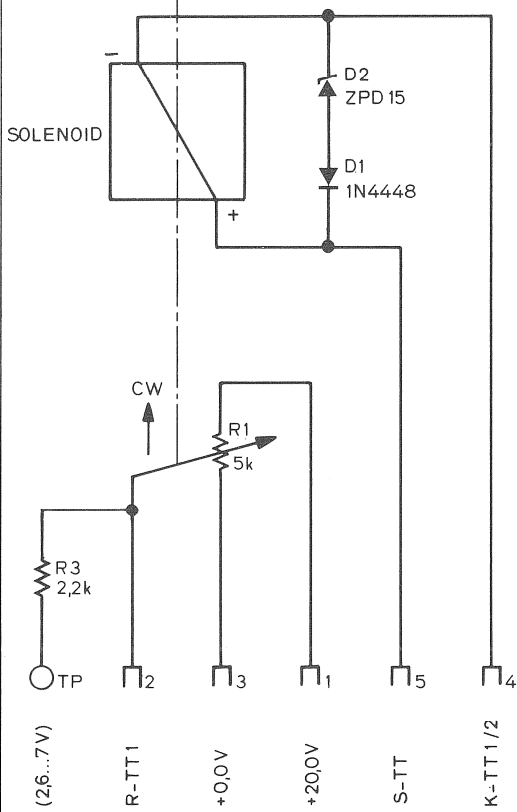 −
D2
ZPD 15
SOLENOID
D1
1N4448
+
CW
R1
5k
R3
2,2k
TP
2
3
1
5
4
(2,6...7V)
R-TT1
+0,0V
+20,0V
S-TT
K-TT1/2